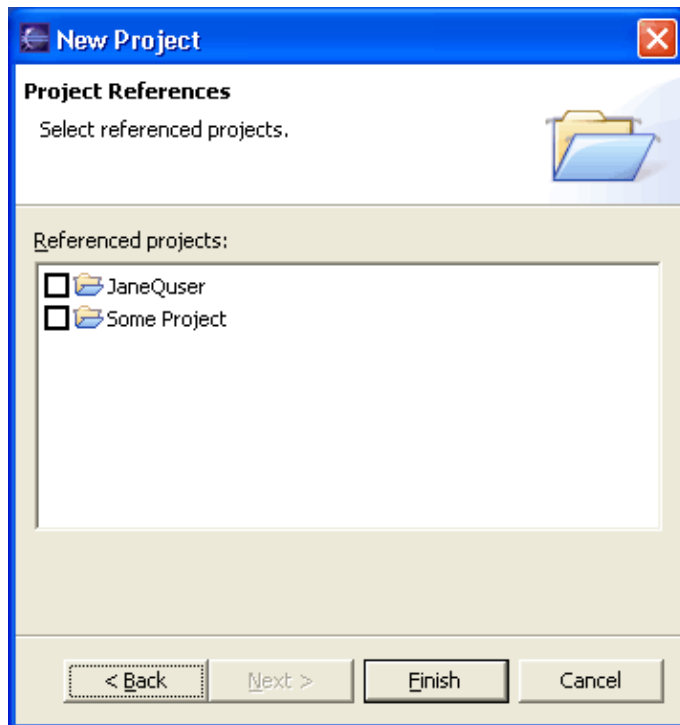 New Project
Project References
Select referenced projects.
Referenced projects:
JaneQuser
Some Project
< Back Next > Finish Cancel